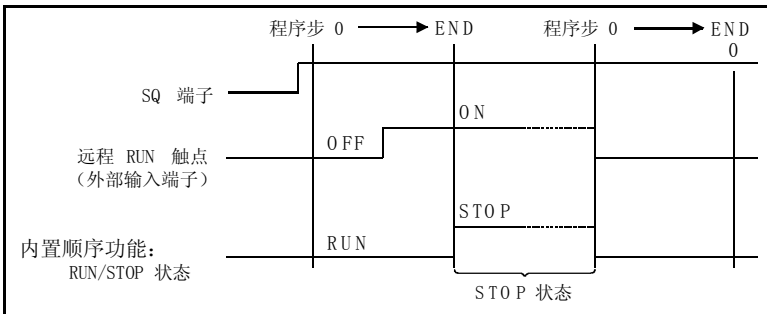 程序步 0 END 程序步 0 END
0
SQ 端子
ON
OFF
远程 RUN 触点
(外部输入端子)
STOP
RUN
内置顺序功能:
RUN/STOP 状态
STOP 状态